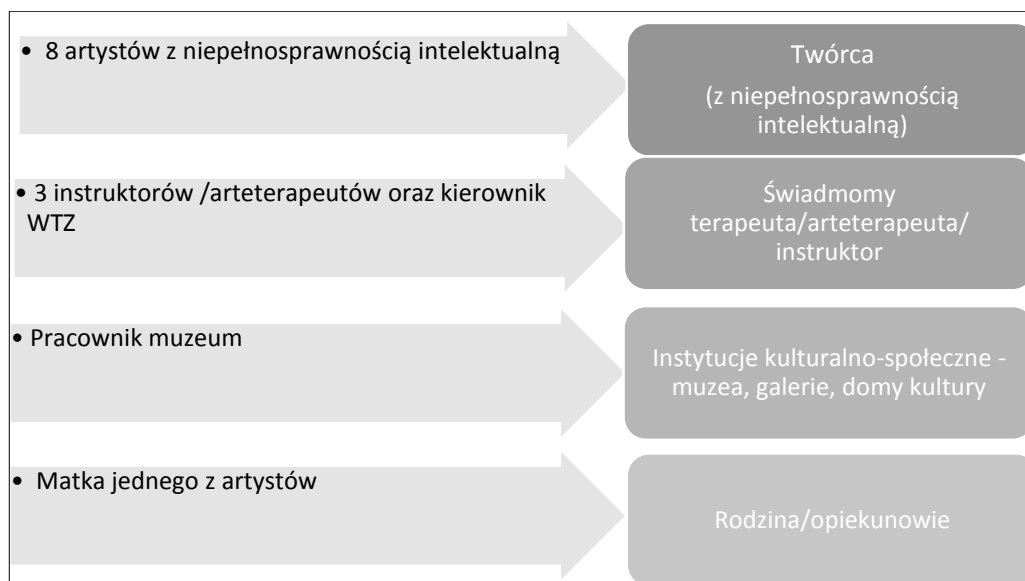 • 8 artystów z niepełnosprawnością intelektualną
Twórca
(z niepełnosprawnością
intelektualną)
• 3 instruktorów /arteterapeutów oraz kierownik
WTZ
Świadmomy
terapeuta/arteterapeuta/
instruktor
• Pracownik muzeum
Instytucje kulturalno-społeczne -
muzea, galerie, domy kultury
• Matka jednego z artystów
Rodzina/opiekunowie